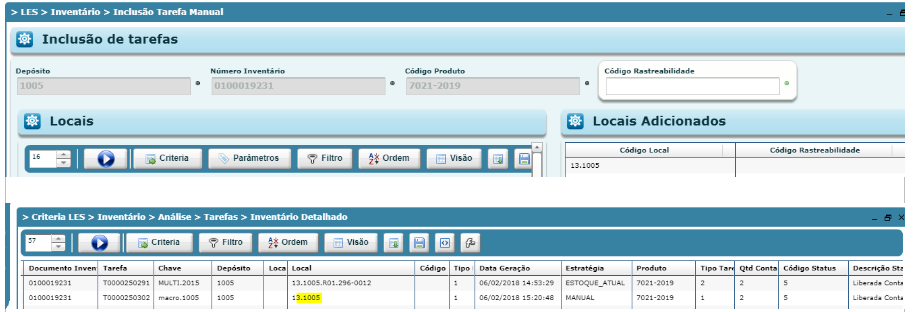 > LES > Inventário > Inclusão Tarefa Manual
Inclusão de tarefas
Depósito Número Inventário Código Produto Código Rastreabilidade
1005 0100019231 7021-2019
Locais Locais Adicionados
16 Criteria Parâmetros Filtro Ordem Visão
Código Local Código Rastreabilidade
13.1005
> Criteria LES > Inventário > Análise > Tarefas > Inventário Detalhado
57 Criteria Filtro Ordem Visão
Documento Inven Tarefa Chave Depósito Loca Local Código Tipo Data Geração Estratégia Produto Tipo Tare Qtd Conta Código Status Descrição Sta
0100019231 T0000250291 MULTI.2015 1005 13.1005.R01.296-0012 1 06/02/2018 14:53:29 ESTOQUE_ATUAL 7021-2019 2 2 5 Liberada Conta
0100019231 T0000250302 macro.1005 1005 13.1005 1 06/02/2018 15:20:48 MANUAL 7021-2019 1 2 5 Liberada Conta